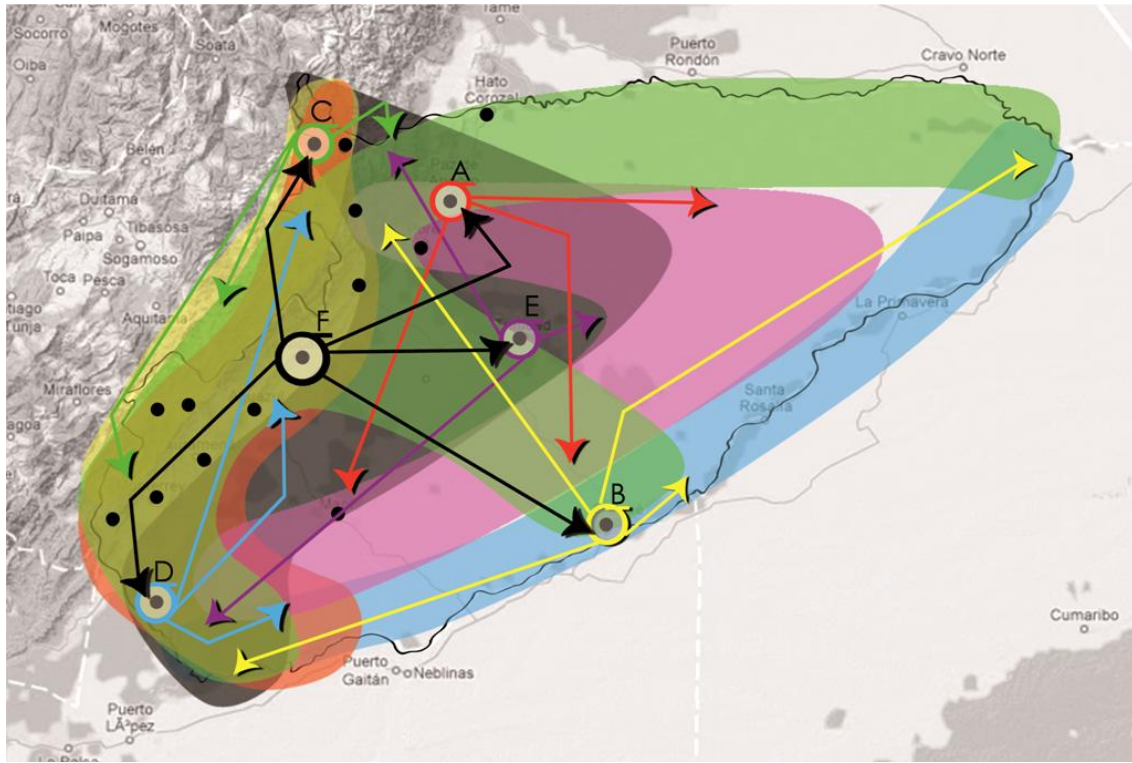 Socorro
Mogotes
Oiba
Soatá
Tame
Puerto
Rondón
Cravo Norte
Hato
Corozal
C
Belén
A
Duitama
Paipa
Tibasosa
Sogamoso
Toca
Pesca
Tunja
Aquitania
E
La Primavera
F
Miraflores
Santa
Rosalía
B
D
Cumaribo
Puerto
Gaitán
Neblinas
Puerto
LÃ³pez